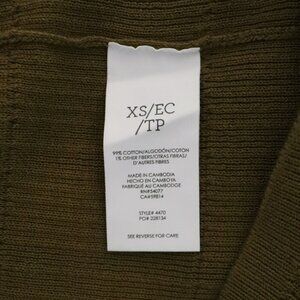 XS/EC
/TP
99% COTTON/ALGODÓN/COTON
1% OTHER FIBERS/OTRAS FIBRAS/
D'AUTRES FIBRES
MADE IN CAMBODIA
HECHO EN CAMBOYA
FABRIQUÉ AU CAMBODGE
RN#54077
CA#59814
STYLE# 4470
PO# 228134
SEE REVERSE FOR CARE